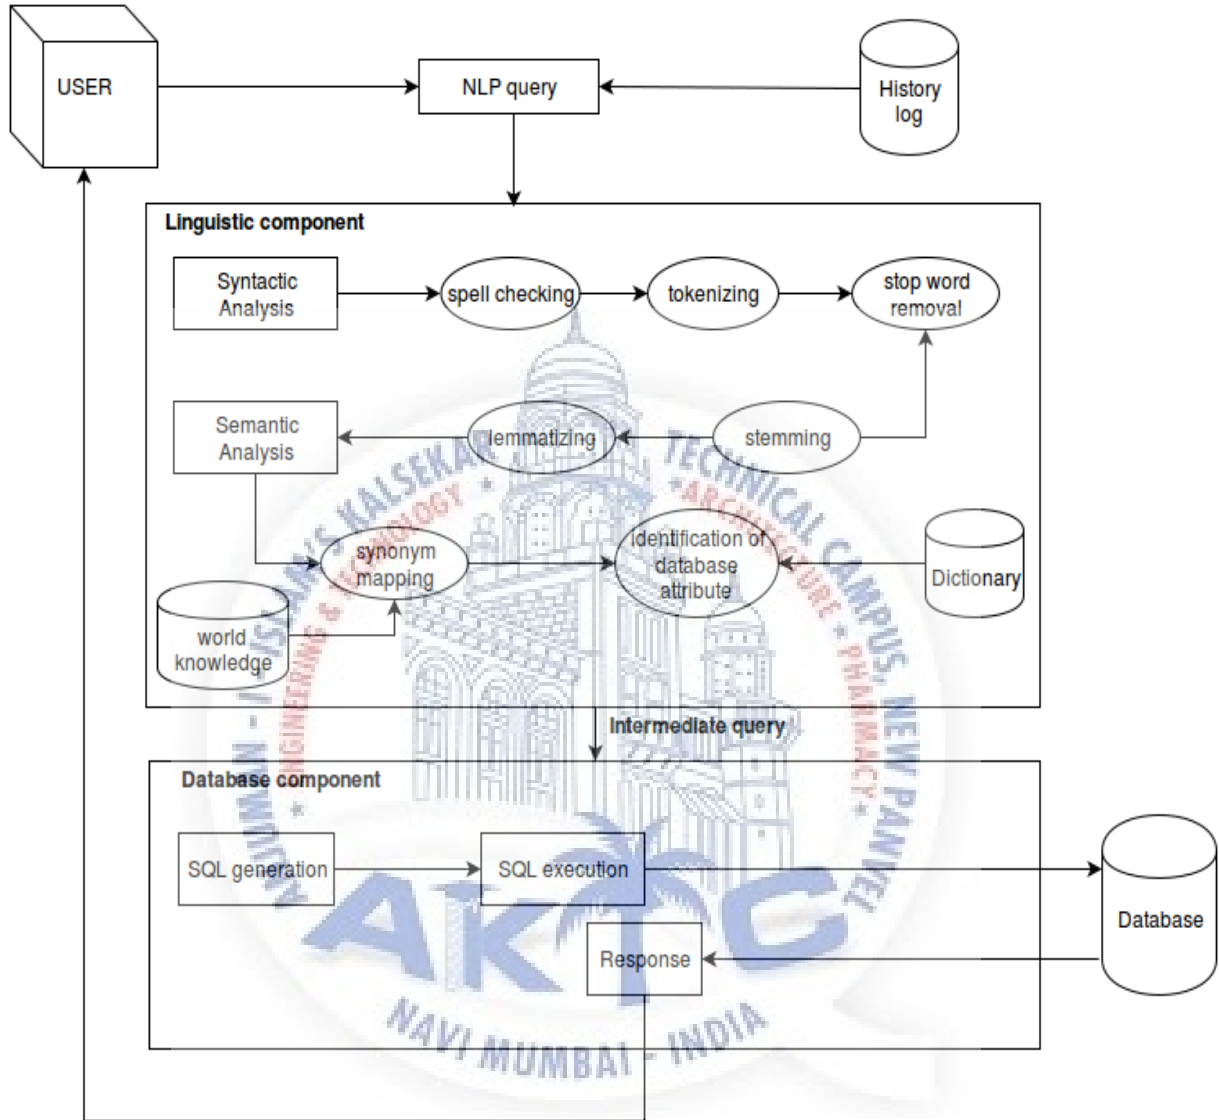 USER
NLP query
History
log
Linguistic component
Syntactic
Analysis
spell checking
tokenizing
stop word
removal
Semantic
Analysis
lemmatizing
stemming
synonym
mapping
identification of
database
attribute
Dictionary
world
knowledge
Intermediate query
Database component
SQL generation
SQL execution
Database
Response
KALSEKAR TECHNICAL CAMPUS, NEW PANVEL
ARCHITECTURE * PHARMACY *
AKTC
NAVI MUMBAI - INDIA